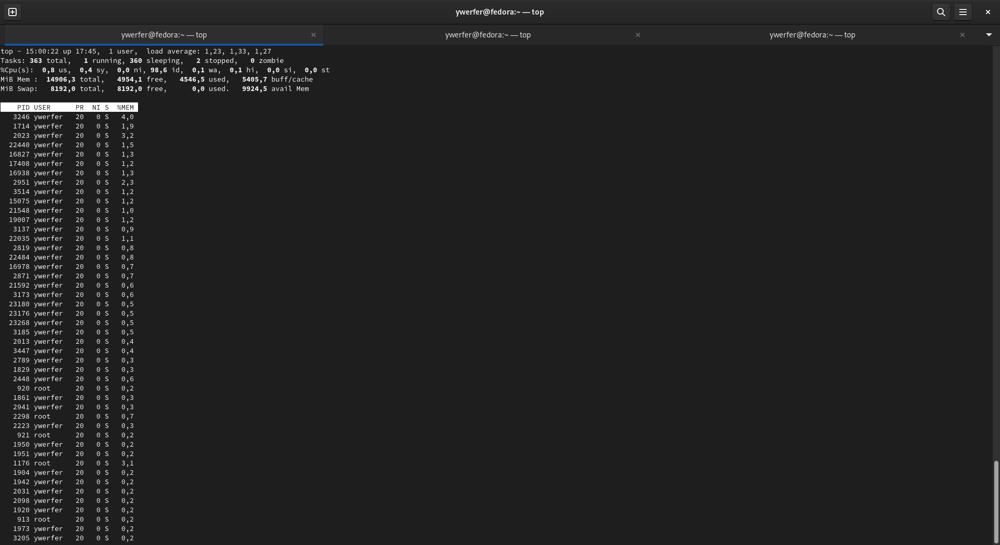 ywerfer@fedora:~ — top
ywerfer@fedora:~ — top
ywerfer@fedora:~ — top
ywerfer@fedora:~ — top
top - 15:00:22 up 17:45,  1 user,  load average: 1,23, 1,33, 1,27
Tasks: 363 total,   1 running, 360 sleeping,   2 stopped,   0 zombie
%Cpu(s):  0,8 us,  0,4 sy,  0,0 ni, 98,6 id,  0,1 wa,  0,1 hi,  0,0 si,  0,0 st
MiB Mem :  14906,3 total,   4954,1 free,   4546,5 used,   5405,7 buff/cache
MiB Swap:   8192,0 total,   8192,0 free,      0,0 used.   9924,5 avail Mem
PID USER      PR  NI S  %MEM
3246 ywerfer   20   0 S   4,0
1714 ywerfer   20   0 S   1,9
2023 ywerfer   20   0 S   3,2
22440 ywerfer   20   0 S   1,5
16827 ywerfer   20   0 S   1,3
17408 ywerfer   20   0 S   1,2
16938 ywerfer   20   0 S   1,3
2951 ywerfer   20   0 S   2,3
3514 ywerfer   20   0 S   1,2
15075 ywerfer   20   0 S   1,2
21548 ywerfer   20   0 S   1,0
19007 ywerfer   20   0 S   1,2
3137 ywerfer   20   0 S   0,9
22035 ywerfer   20   0 S   1,1
2819 ywerfer   20   0 S   0,8
22484 ywerfer   20   0 S   0,8
16978 ywerfer   20   0 S   0,7
2871 ywerfer   20   0 S   0,7
21592 ywerfer   20   0 S   0,6
3173 ywerfer   20   0 S   0,6
23180 ywerfer   20   0 S   0,5
23176 ywerfer   20   0 S   0,5
23268 ywerfer   20   0 S   0,5
3185 ywerfer   20   0 S   0,5
2013 ywerfer   20   0 S   0,4
3447 ywerfer   20   0 S   0,4
2789 ywerfer   20   0 S   0,3
1829 ywerfer   20   0 S   0,3
2448 ywerfer   20   0 S   0,6
920 root      20   0 S   0,2
1861 ywerfer   20   0 S   0,3
2941 ywerfer   20   0 S   0,3
2298 root      20   0 S   0,7
2223 ywerfer   20   0 S   0,3
921 root      20   0 S   0,2
1950 ywerfer   20   0 S   0,2
1951 ywerfer   20   0 S   0,2
1176 root      20   0 S   3,1
1904 ywerfer   20   0 S   0,2
1942 ywerfer   20   0 S   0,2
2031 ywerfer   20   0 S   0,2
2098 ywerfer   20   0 S   0,2
1920 ywerfer   20   0 S   0,2
913 root      20   0 S   0,2
1973 ywerfer   20   0 S   0,2
3205 ywerfer   20   0 S   0,2